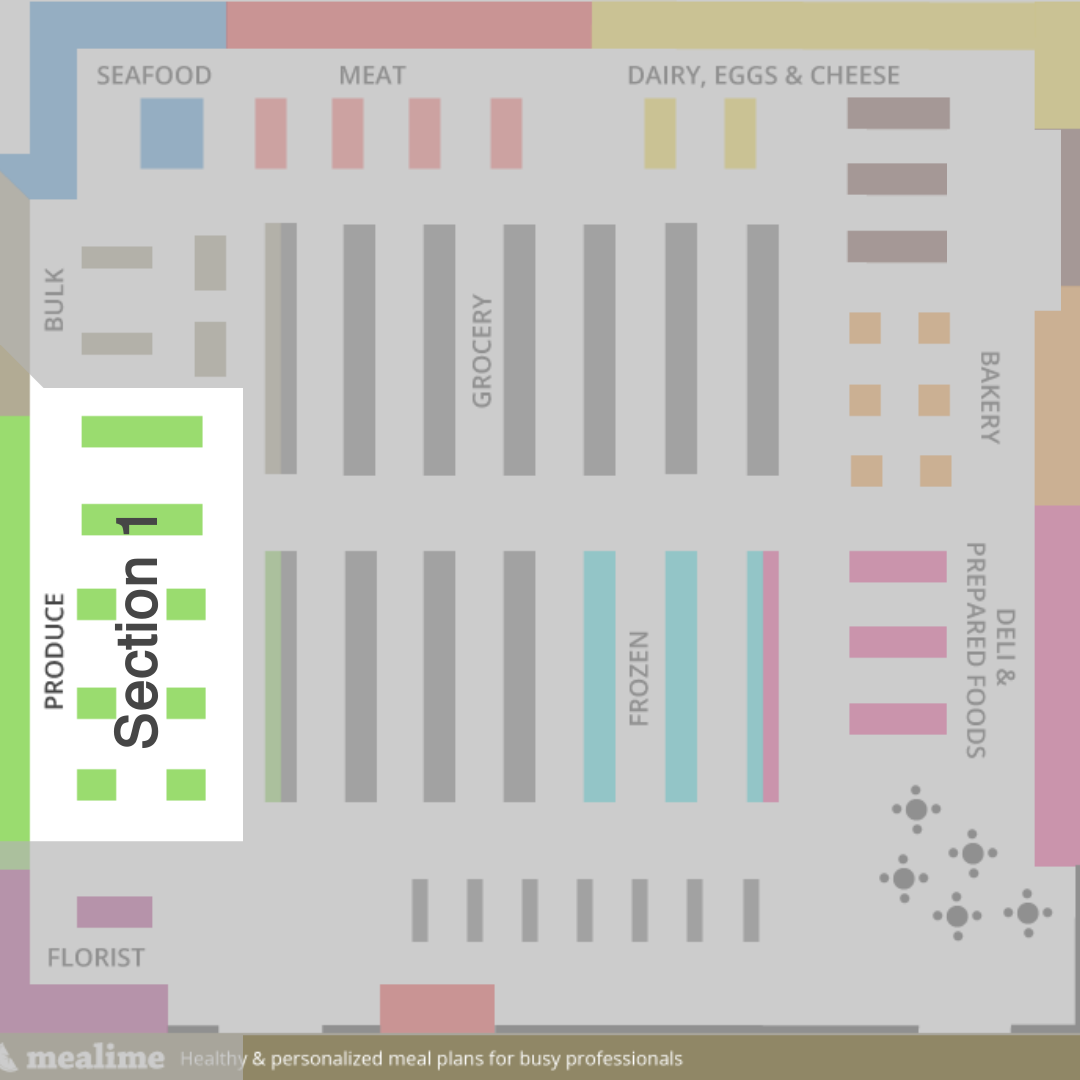 SEAFOOD
MEAT
DAIRY, EGGS & CHEESE
BULK
GROCERY
BAKERY
Section 1
PRODUCE
FROZEN
DELI &
PREPARED FOODS
FLORIST
mealime
Healthy & personalized meal plans for busy professionals